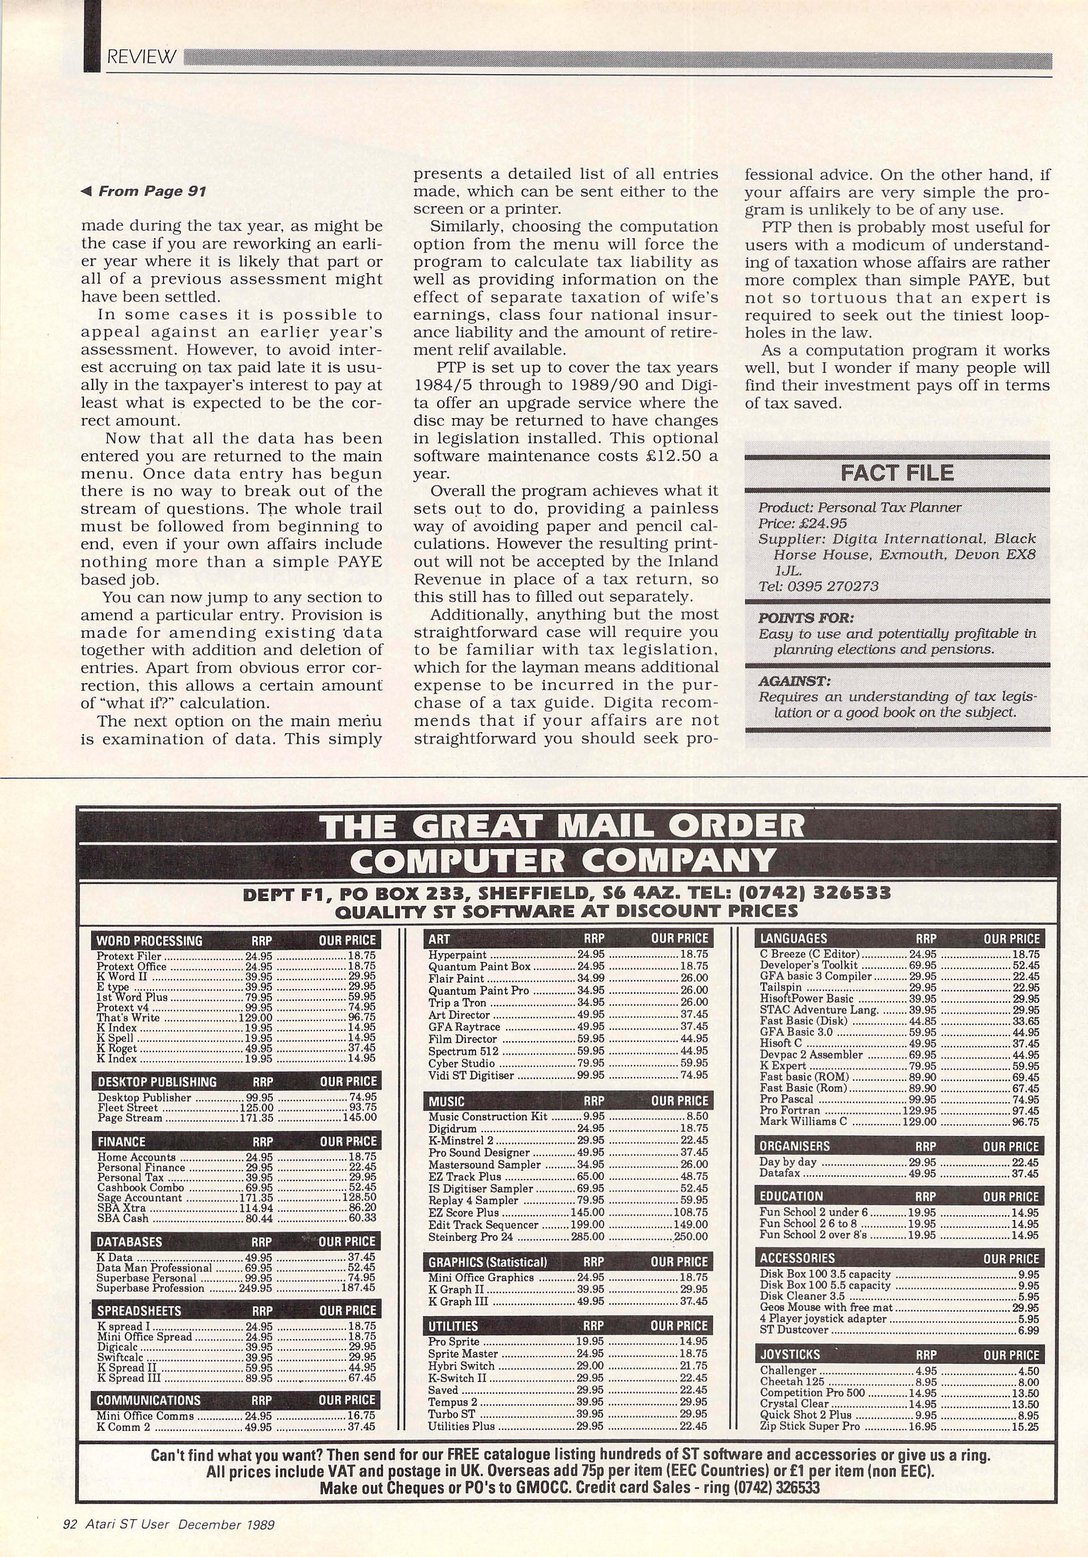 REVIEW
◄ From Page 91
made during the tax year, as might be
the case if you are reworking an earli-
er year where it is likely that part or
all of a previous assessment might
have been settled.
In some cases it is possible to
appeal against an earlier year's
assessment. However, to avoid inter-
est accruing on tax paid late it is usu-
ally in the taxpayer's interest to pay at
least what is expected to be the cor-
rect amount.
Now that all the data has been
entered you are returned to the main
menu. Once data entry has begun
there is no way to break out of the
stream of questions. The whole trail
must be followed from beginning to
end, even if your own affairs include
nothing more than a simple PAYE
based job.
You can now jump to any section to
amend a particular entry. Provision is
made for amending existing data
together with addition and deletion of
entries. Apart from obvious error cor-
rection, this allows a certain amount
of "what if?" calculation.
The next option on the main menu
is examination of data. This simply
presents a detailed list of all entries
made, which can be sent either to the
screen or a printer.
Similarly, choosing the computation
option from the menu will force the
program to calculate tax liability as
well as providing information on the
effect of separate taxation of wife's
earnings, class four national insur-
ance liability and the amount of retire-
ment relif available.
PTP is set up to cover the tax years
1984/5 through to 1989/90 and Digi-
ta offer an upgrade service where the
disc may be returned to have changes
in legislation installed. This optional
software maintenance costs £12.50 a
year.
Overall the program achieves what it
sets out to do, providing a painless
way of avoiding paper and pencil cal-
culations. However the resulting print-
out will not be accepted by the Inland
Revenue in place of a tax return, so
this still has to filled out separately.
Additionally, anything but the most
straightforward case will require you
to be familiar with tax legislation,
which for the layman means additional
expense to be incurred in the pur-
chase of a tax guide. Digita recom-
mends that if your affairs are not
straightforward you should seek pro-
fessional advice. On the other hand, if
your affairs are very simple the pro-
gram is unlikely to be of any use.
PTP then is probably most useful for
users with a modicum of understand-
ing of taxation whose affairs are rather
more complex than simple PAYE, but
not so tortuous that an expert is
required to seek out the tiniest loop-
holes in the law.
As a computation program it works
well, but I wonder if many people will
find their investment pays off in terms
of tax saved.
FACT FILE
Product: Personal Tax Planner
Price: £24.95
Supplier: Digita International, Black
Horse House, Exmouth, Devon EX8
1JL.
Tel: 0395 270273
POINTS FOR:
Easy to use and potentially profitable in
planning elections and pensions.
AGAINST:
Requires an understanding of tax legis-
lation or a good book on the subject.
THE GREAT MAIL ORDER
COMPUTER COMPANY
DEPT F1, PO BOX 233, SHEFFIELD, S6 4AZ. TEL: (0742) 326533
QUALITY ST SOFTWARE AT DISCOUNT PRICES
WORD PROCESSING RRP OUR PRICE
Protext Filer 24.95 18.75
Protext Office 24.95 18.75
K Word II 39.95 29.95
E type 39.95 29.95
1st Word Plus 79.95 59.95
Protext v4 99.95 74.95
That's Write 129.00 96.75
K Index 19.95 14.95
K Spell 19.95 14.95
K Roget 49.95 37.45
K Index 19.95 14.95
DESKTOP PUBLISHING RRP OUR PRICE
Desktop Publisher 99.95 74.95
Fleet Street 125.00 93.75
Page Stream 171.35 145.00
FINANCE RRP OUR PRICE
Home Accounts 24.95 18.75
Personal Finance 29.95 22.45
Personal Tax 39.95 29.95
Cashbook Combo 69.95 52.45
Sage Accountant 171.35 128.50
SBA Xtra 114.94 86.20
SBA Cash 80.44 60.33
DATABASES RRP OUR PRICE
K Data 49.95 37.45
Data Man Professional 69.95 52.45
Superbase Personal 99.95 74.95
Superbase Profession 249.95 187.45
SPREADSHEETS RRP OUR PRICE
K spread I 24.95 18.75
Mini Office Spread 24.95 18.75
Digicalc 39.95 29.95
Swiftcalc 39.95 29.95
K Spread II 59.95 44.95
K Spread III 89.95 67.45
COMMUNICATIONS RRP OUR PRICE
Mini Office Comms 24.95 16.75
K Comm 2 49.95 37.45
ART RRP OUR PRICE
Hyperpaint 24.95 18.75
Quantum Paint Box 24.95 18.75
Flair Paint 34.99 26.00
Quantum Paint Pro 34.95 26.00
Trip a Tron 34.95 26.00
Art Director 49.95 37.45
GFA Raytrace 49.95 37.45
Film Director 59.95 44.95
Spectrum 512 59.95 44.95
Cyber Studio 79.95 59.95
Vidi ST Digitiser 99.95 74.95
MUSIC RRP OUR PRICE
Music Construction Kit 9.95 8.50
Digidrum 24.95 18.75
K-Minstrel 2 29.95 22.45
Pro Sound Designer 49.95 37.45
Mastersound Sampler 34.95 26.00
EZ Track Plus 65.00 48.75
IS Digitiser Sampler 69.95 52.45
Replay 4 Sampler 79.95 59.95
EZ Score Plus 145.00 108.75
Edit Track Sequencer 199.00 149.00
Steinberg Pro 24 285.00 250.00
GRAPHICS (Statistical) RRP OUR PRICE
Mini Office Graphics 24.95 18.75
K Graph II 39.95 29.95
K Graph III 49.95 37.45
UTILITIES RRP OUR PRICE
Pro Sprite 19.95 14.95
Sprite Master 24.95 18.75
Hybri Switch 29.00 21.75
K-Switch II 29.95 22.45
Saved 29.95 22.45
Tempus 2 39.95 29.95
Turbo ST 39.95 29.95
Utilities Plus 29.95 22.45
LANGUAGES RRP OUR PRICE
C Breeze (C Editor) 24.95 18.75
Developer's Toolkit 69.95 52.45
GFA basic 3 Compiler 29.95 22.45
Tailspin 29.95 22.95
HisoftPower Basic 39.95 29.95
STAC Adventure Lang. 39.95 29.95
Fast Basic (Disk) 44.85 33.65
GFA Basic 3.0 59.95 44.95
Hisoft C 49.95 37.45
Devpac 2 Assembler 69.95 44.95
K Expert 79.95 59.95
Fast basic (ROM) 89.90 69.45
Fast Basic (Rom) 89.90 67.45
Pro Pascal 99.95 74.95
Pro Fortran 129.95 97.45
Mark Williams C 129.00 96.75
ORGANISERS RRP OUR PRICE
Day by day 29.95 22.45
Datafax 49.95 37.45
EDUCATION RRP OUR PRICE
Fun School 2 under 6 19.95 14.95
Fun School 2 6 to 8 19.95 14.95
Fun School 2 over 8's 19.95 14.95
ACCESSORIES OUR PRICE
Disk Box 100 3.5 capacity 9.95
Disk Box 100 5.5 capacity 9.95
Disk Cleaner 3.5 5.95
Geos Mouse with free mat 29.95
4 Player joystick adapter 5.95
ST Dustcover 6.99
JOYSTICKS RRP OUR PRICE
Challenger 4.95 4.50
Cheetah 125 8.95 8.00
Competition Pro 500 14.95 13.50
Crystal Clear 14.95 13.50
Quick Shot 2 Plus 9.95 8.95
Zip Stick Super Pro 16.95 15.25
Can't find what you want? Then send for our FREE catalogue listing hundreds of ST software and accessories or give us a ring.
All prices include VAT and postage in UK. Overseas add 75p per item (EEC Countries) or £1 per item (non EEC).
Make out Cheques or PO's to GMOCC. Credit card Sales - ring (0742) 326533
92 Atari ST User December 1989